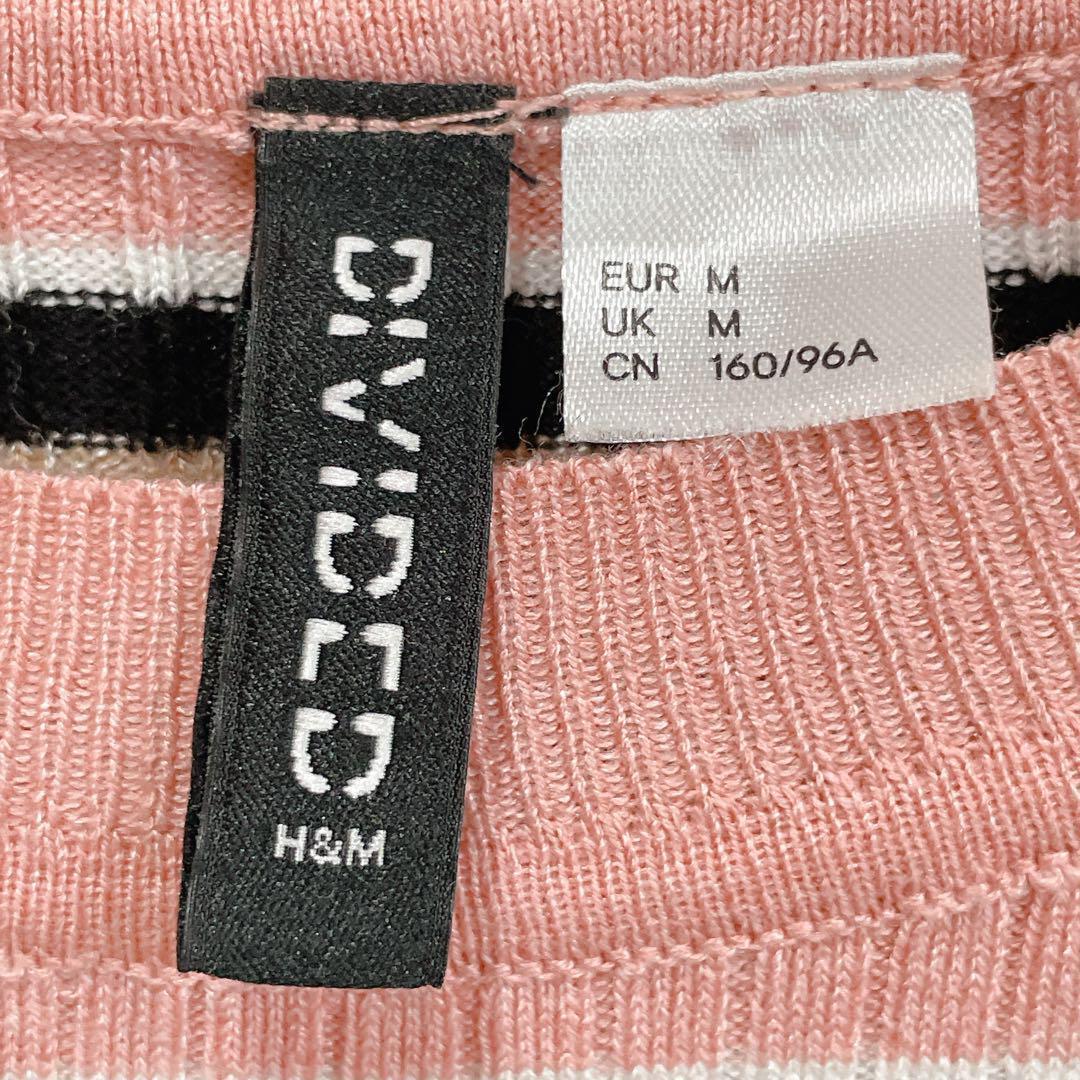 DIVIDED
H&M
EUR M
UK M
CN 160/96A